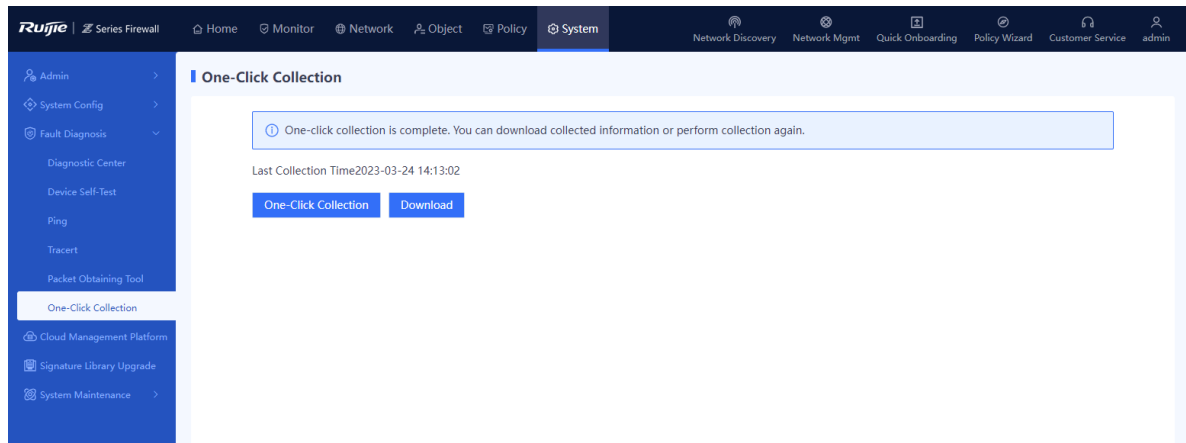 Ruijie | Z Series Firewall
Home
Monitor
Network
Object
Policy
System
Network Discovery
Network Mgmt
Quick Onboarding
Policy Wizard
Customer Service
admin
Admin
System Config
Fault Diagnosis
Diagnostic Center
Device Self-Test
Ping
Tracert
Packet Obtaining Tool
One-Click Collection
Cloud Management Platform
Signature Library Upgrade
System Maintenance
One-Click Collection
One-click collection is complete. You can download collected information or perform collection again.
Last Collection Time2023-03-24 14:13:02
One-Click Collection
Download